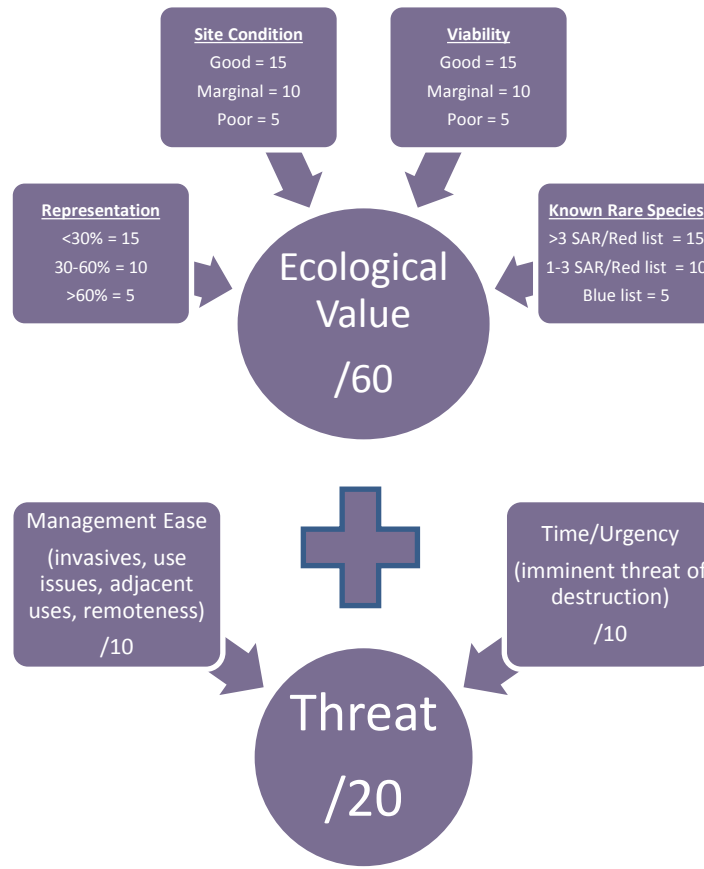 Site Condition
Good = 15
Marginal = 10
Poor = 5
Viability
Good = 15
Marginal = 10
Poor = 5
Representation
<30% = 15
30-60% = 10
>60% = 5
Known Rare Species
>3 SAR/Red list = 15
1-3 SAR/Red list = 10
Blue list = 5
Ecological
Value
/60
Management Ease
(invasives, use
issues, adjacent
uses, remoteness)
/10
Time/Urgency
(imminent threat of
destruction)
/10
Threat
/20